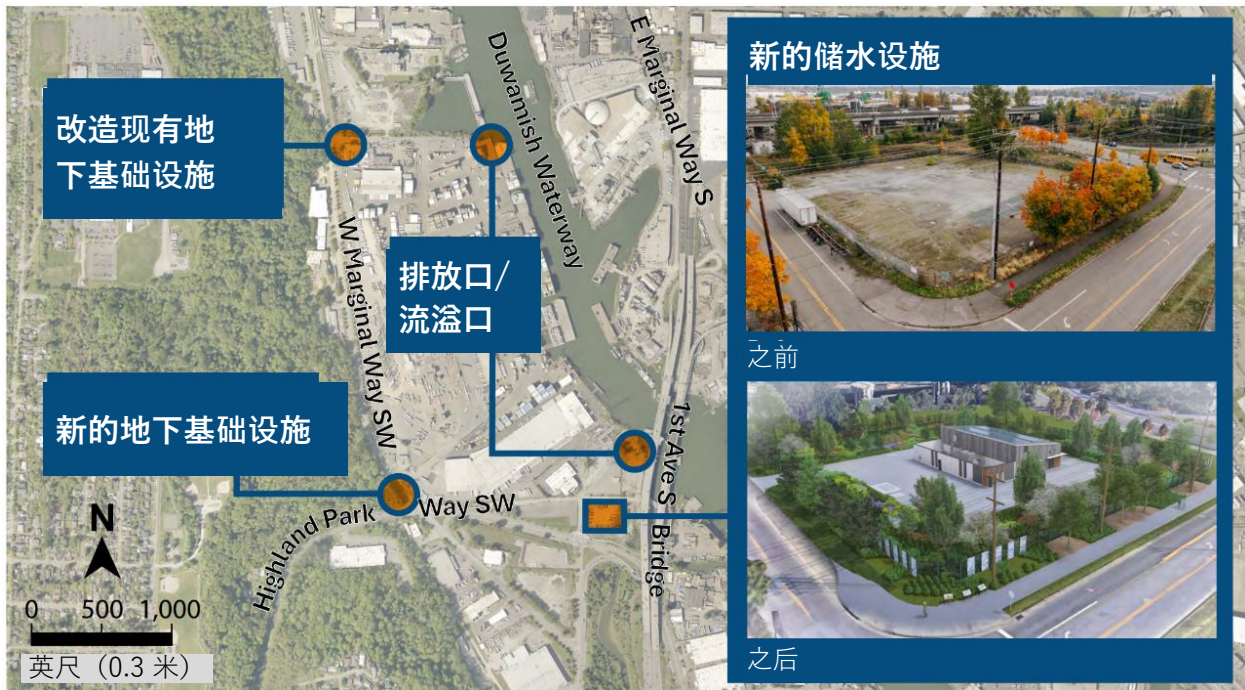 改造现有地
下基础设施
排放口/
流溢口
新的地下基础设施
W Marginal Way SW
Duwamish Waterway
E Marginal Way S
1st Ave S Bridge
Highland Park Way SW
N
0 500 1,000
英尺（0.3 米）
新的储水设施
之前
之后